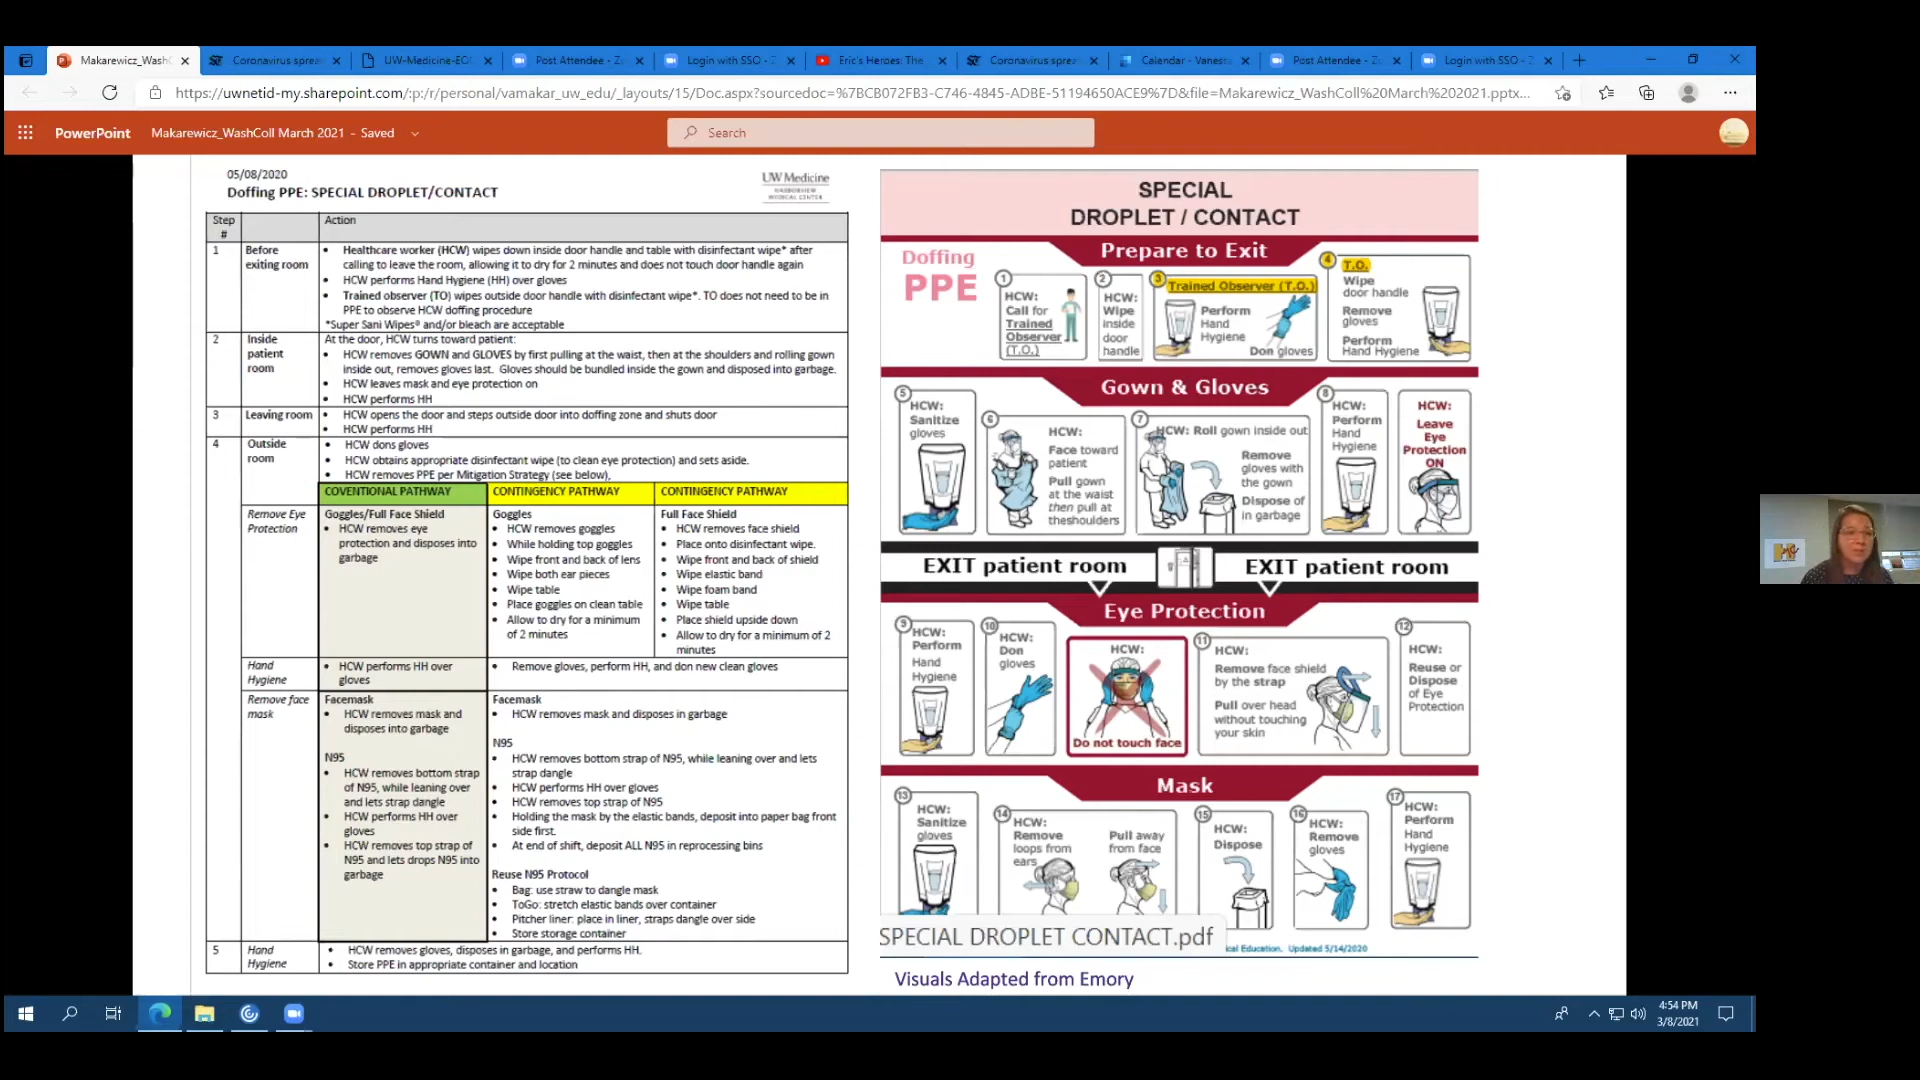 Makarewicz_WashC
Coronavirus sprea
UW-Medicine-EOC
Post Attendee - Zo
Login with SSO - Z
Eric's Heroes: The
Coronavirus sprea
Calendar - Vaness
Post Attendee - Zo
Login with SSO - Z
https://uwnetid-my.sharepoint.com/:p:/r/personal/vamakar_uw_edu/_layouts/15/Doc.aspx?sourcedoc=%7BCB072FB3-C746-4845-ADBE-51194650ACE9%7D&file=Makarewicz_WashColl%20March%202021.pptx...
PowerPoint
Makarewicz_WashColl March 2021 - Saved
Search
05/08/2020
Doffing PPE: SPECIAL DROPLET/CONTACT
UW Medicine
HARBORVIEW
MEDICAL CENTER
Step
#
Action
1
Before
exiting room
• Healthcare worker (HCW) wipes down inside door handle and table with disinfectant wipe* after
calling to leave the room, allowing it to dry for 2 minutes and does not touch door handle again
• HCW performs Hand Hygiene (HH) over gloves
• Trained observer (TO) wipes outside door handle with disinfectant wipe*. TO does not need to be in
PPE to observe HCW doffing procedure
*Super Sani Wipes® and/or bleach are acceptable
2
Inside
patient
room
At the door, HCW turns toward patient:
• HCW removes GOWN and GLOVES by first pulling at the waist, then at the shoulders and rolling gown
inside out, removes gloves last. Gloves should be bundled inside the gown and disposed into garbage.
• HCW leaves mask and eye protection on
• HCW performs HH
3
Leaving room
• HCW opens the door and steps outside door into doffing zone and shuts door
• HCW performs HH
4
Outside
room
• HCW dons gloves
• HCW obtains appropriate disinfectant wipe (to clean eye protection) and sets aside.
• HCW removes PPE per Mitigation Strategy (see below),
COVENTIONAL PATHWAY
CONTINGENCY PATHWAY
CONTINGENCY PATHWAY
Remove Eye
Protection
Goggles/Full Face Shield
• HCW removes eye
protection and disposes into
garbage
Goggles
• HCW removes goggles
• While holding top goggles
• Wipe front and back of lens
• Wipe both ear pieces
• Wipe table
• Place goggles on clean table
• Allow to dry for a minimum
of 2 minutes
Full Face Shield
• HCW removes face shield
• Place onto disinfectant wipe.
• Wipe front and back of shield
• Wipe elastic band
• Wipe foam band
• Wipe table
• Place shield upside down
• Allow to dry for a minimum of 2
minutes
Hand
Hygiene
• HCW performs HH over
gloves
• Remove gloves, perform HH, and don new clean gloves
Remove face
mask
Facemask
• HCW removes mask and
disposes into garbage
N95
• HCW removes bottom strap
of N95, while leaning over
and lets strap dangle
• HCW performs HH over
gloves
• HCW removes top strap of
N95 and lets drops N95 into
garbage
Facemask
• HCW removes mask and disposes in garbage
N95
• HCW removes bottom strap of N95, while leaning over and lets
strap dangle
• HCW performs HH over gloves
• HCW removes top strap of N95
• Holding the mask by the elastic bands, deposit into paper bag front
side first.
• At end of shift, deposit ALL N95 in reprocessing bins
Reuse N95 Protocol
• Bag: use straw to dangle mask
• ToGo: stretch elastic bands over container
• Pitcher liner: place in liner, straps dangle over side
• Store storage container
5
Hand
Hygiene
• HCW removes gloves, disposes in garbage, and performs HH.
• Store PPE in appropriate container and location
SPECIAL
DROPLET / CONTACT
Doffing
PPE
Prepare to Exit
1
HCW:
Call for
Trained
Observer
(T.O.)
2
HCW:
Wipe
inside
door
handle
3
Trained Observer (T.O.)
Perform
Hand
Hygiene
Don gloves
4
T.O.
Wipe
door handle
Remove
gloves
Perform
Hand Hygiene
Gown & Gloves
5
HCW:
Sanitize
gloves
6
HCW:
Face toward
patient
Pull gown
at the waist
then pull at
theshoulders
7
HCW: Roll gown inside out
Remove
gloves with
the gown
Dispose of
in garbage
8
HCW:
Perform
Hand
Hygiene
HCW:
Leave
Eye
Protection
ON
EXIT patient room
EXIT patient room
Eye Protection
9
HCW:
Perform
Hand
Hygiene
10
HCW:
Don
gloves
HCW:
Do not touch face
11
HCW:
Remove face shield
by the strap
Pull over head
without touching
your skin
12
HCW:
Reuse or
Dispose
of Eye
Protection
Mask
13
HCW:
Sanitize
gloves
14
HCW:
Remove
loops from
ears
Pull away
from face
15
HCW:
Dispose
16
HCW:
Remove
gloves
17
HCW:
Perform
Hand
Hygiene
SPECIAL DROPLET CONTACT.pdf
ical Education. Updated 5/14/2020
Visuals Adapted from Emory
4:54 PM
3/8/2021